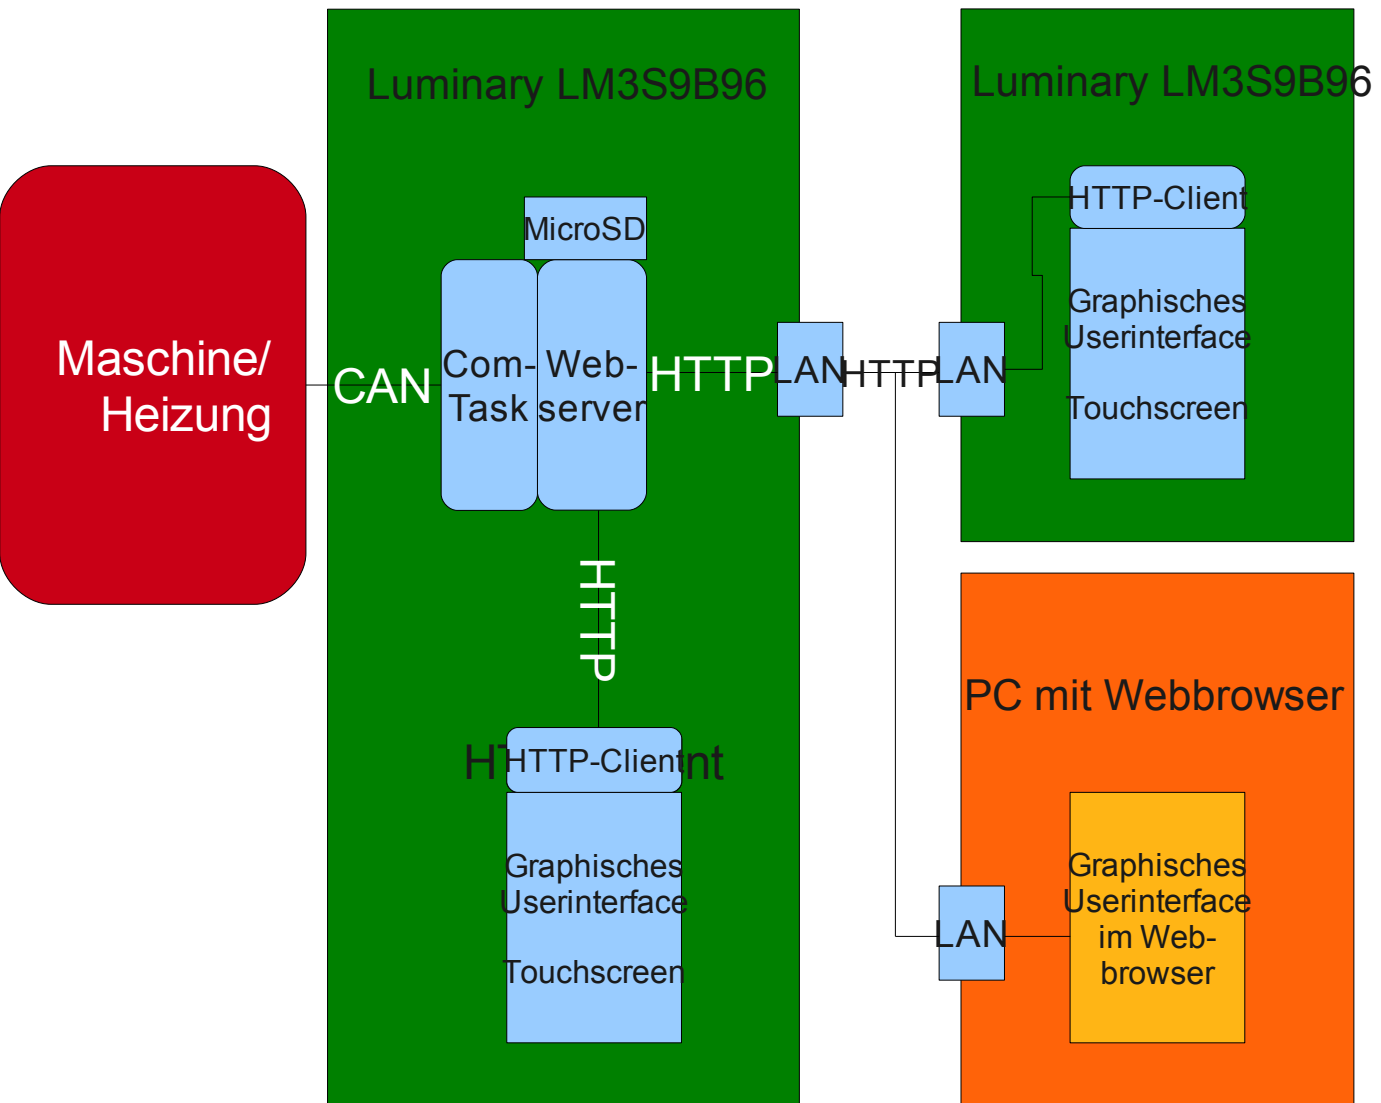 Luminary LM3S9B96
Luminary LM3S9B96
Maschine/
Heizung
CAN
MicroSD
Com-
Task
Web-
server
HTTP
LAN
HTTP
LAN
HTTP-Client
Graphisches
Userinterface
Touchscreen
HTTP
HTTP-Client
Graphisches
Userinterface
Touchscreen
PC mit Webbrowser
LAN
Graphisches
Userinterface
im Web-
browser